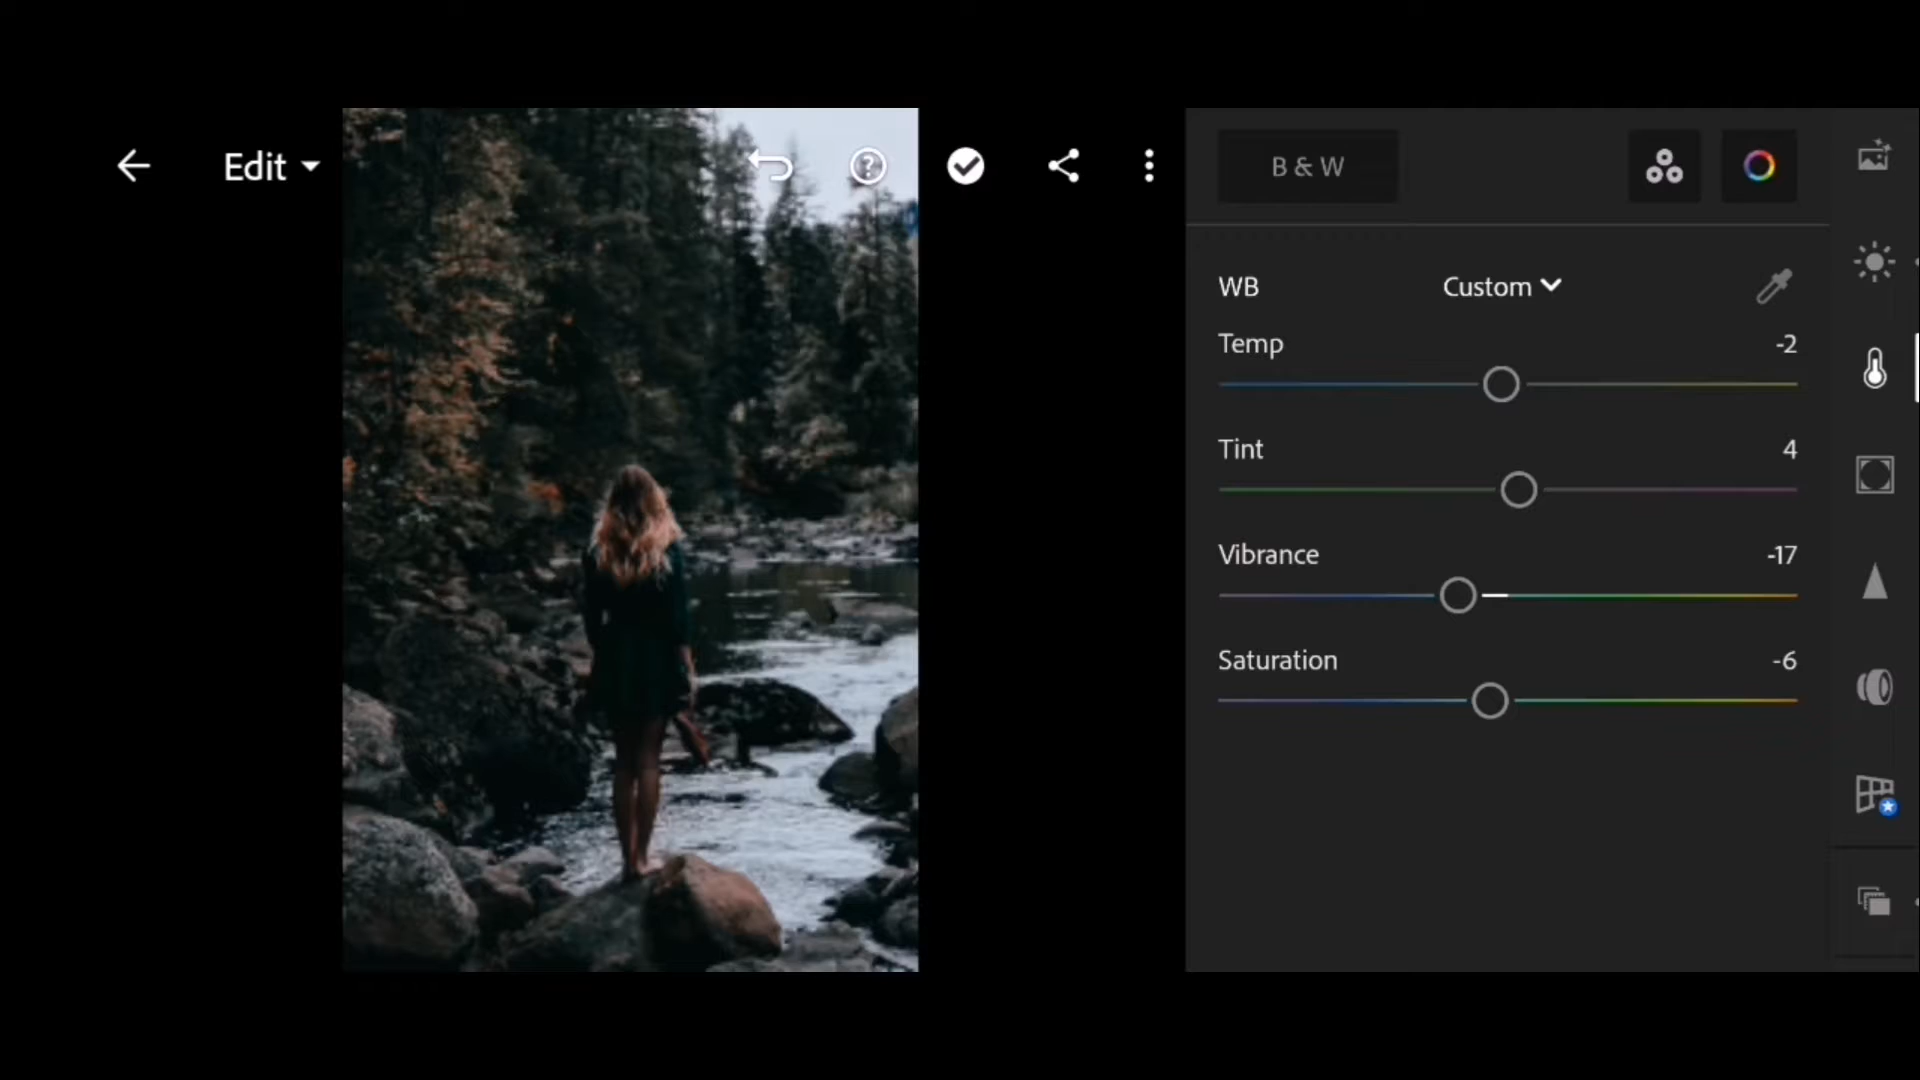 Edit
B & W
WB Custom
Temp -2
Tint 4
Vibrance -17
Saturation -6